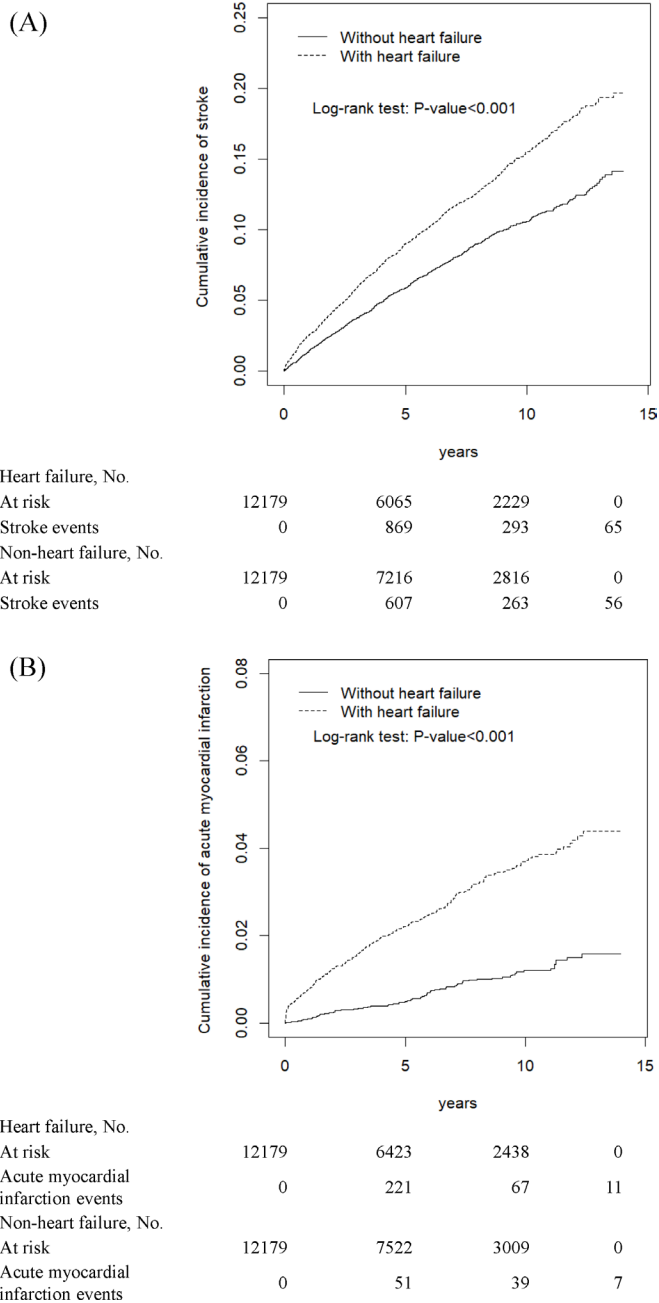 (A)
Cumulative incidence of stroke
0.25
0.20
0.15
0.10
0.05
0.00
Without heart failure
With heart failure
Log-rank test: P-value<0.001
0 5 10 15
years
Heart failure, No.
At risk 12179 6065 2229 0
Stroke events 0 869 293 65
Non-heart failure, No.
At risk 12179 7216 2816 0
Stroke events 0 607 263 56
(B)
Cumulative incidence of acute myocardial infarction
0.08
0.06
0.04
0.02
0.00
Without heart failure
With heart failure
Log-rank test: P-value<0.001
0 5 10 15
years
Heart failure, No.
At risk 12179 6423 2438 0
Acute myocardial
infarction events 0 221 67 11
Non-heart failure, No.
At risk 12179 7522 3009 0
Acute myocardial
infarction events 0 51 39 7